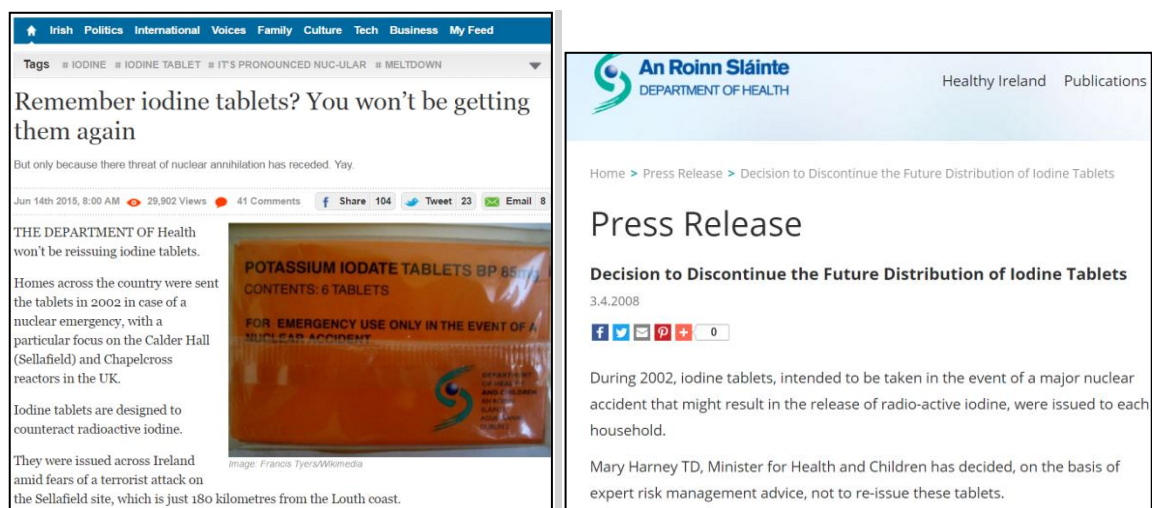 Irish Politics International Voices Family Culture Tech Business My Feed
Tags # IODINE # IODINE TABLET # IT'S PRONOUNCED NUC-ULAR # MELTDOWN
Remember iodine tablets? You won't be getting
them again
But only because there threat of nuclear annihilation has receded. Yay.
Jun 14th 2015, 8:00 AM 29,902 Views 41 Comments Share 104 Tweet 23 Email 8
THE DEPARTMENT OF Health
won't be reissuing iodine tablets.
Homes across the country were sent
the tablets in 2002 in case of a
nuclear emergency, with a
particular focus on the Calder Hall
(Sellafield) and Chapelcross
reactors in the UK.
Iodine tablets are designed to
counteract radioactive iodine.
They were issued across Ireland
amid fears of a terrorist attack on
the Sellafield site, which is just 180 kilometres from the Louth coast.
POTASSIUM IODATE TABLETS BP 85mg
CONTENTS: 6 TABLETS
FOR EMERGENCY USE ONLY IN THE EVENT OF A
NUCLEAR ACCIDENT
DEPARTMENT
OF HEALTH
AND CHILDREN
AN ROINN
SLÁINTE
Image: Francis Tyers/Wikimedia
An Roinn Sláinte
DEPARTMENT OF HEALTH
Healthy Ireland Publications
Home > Press Release > Decision to Discontinue the Future Distribution of Iodine Tablets
Press Release
Decision to Discontinue the Future Distribution of Iodine Tablets
3.4.2008
0
During 2002, iodine tablets, intended to be taken in the event of a major nuclear
accident that might result in the release of radio-active iodine, were issued to each
household.
Mary Harney TD, Minister for Health and Children has decided, on the basis of
expert risk management advice, not to re-issue these tablets.